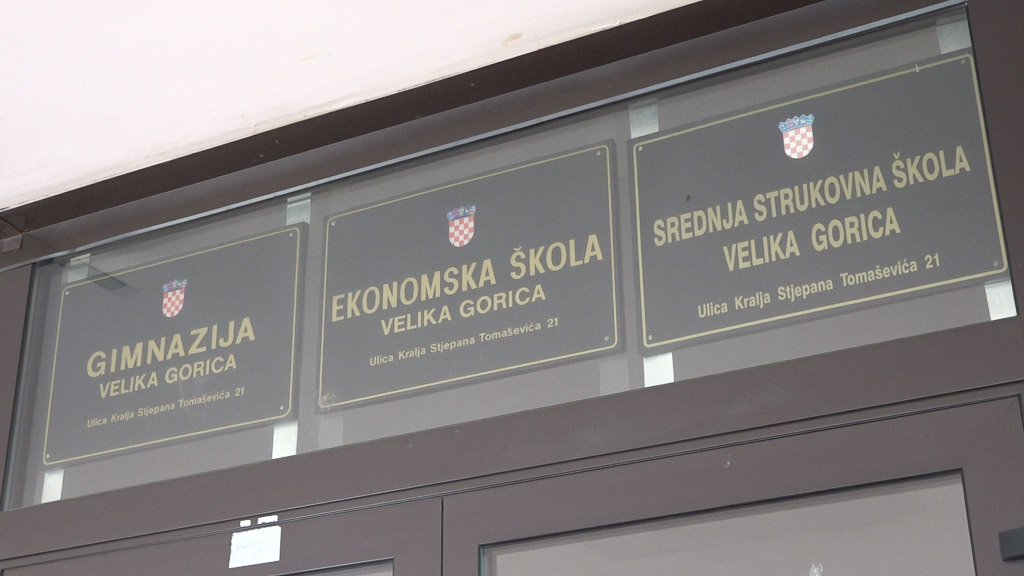 GIMNAZIJA
VELIKA GORICA
Ulica Kralja Stjepana Tomaševića 21
EKONOMSKA ŠKOLA
VELIKA GORICA
Ulica Kralja Stjepana Tomaševića 21
SREDNJA STRUKOVNA ŠKOLA
VELIKA GORICA
Ulica Kralja Stjepana Tomaševića 21